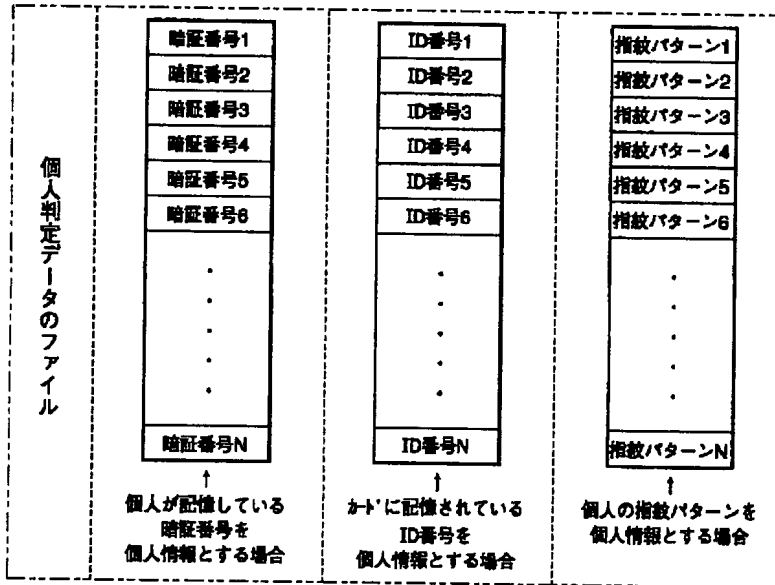 個人判定データのファイル
暗証番号1
暗証番号2
暗証番号3
暗証番号4
暗証番号5
暗証番号6
暗証番号N
個人が記憶している
暗証番号を
個人情報とする場合
ID番号1
ID番号2
ID番号3
ID番号4
ID番号5
ID番号6
ID番号N
ｶｰﾄﾞに記憶されている
ID番号を
個人情報とする場合
指紋パターン1
指紋パターン2
指紋パターン3
指紋パターン4
指紋パターン5
指紋パターン6
指紋パターンN
個人の指紋パターンを
個人情報とする場合